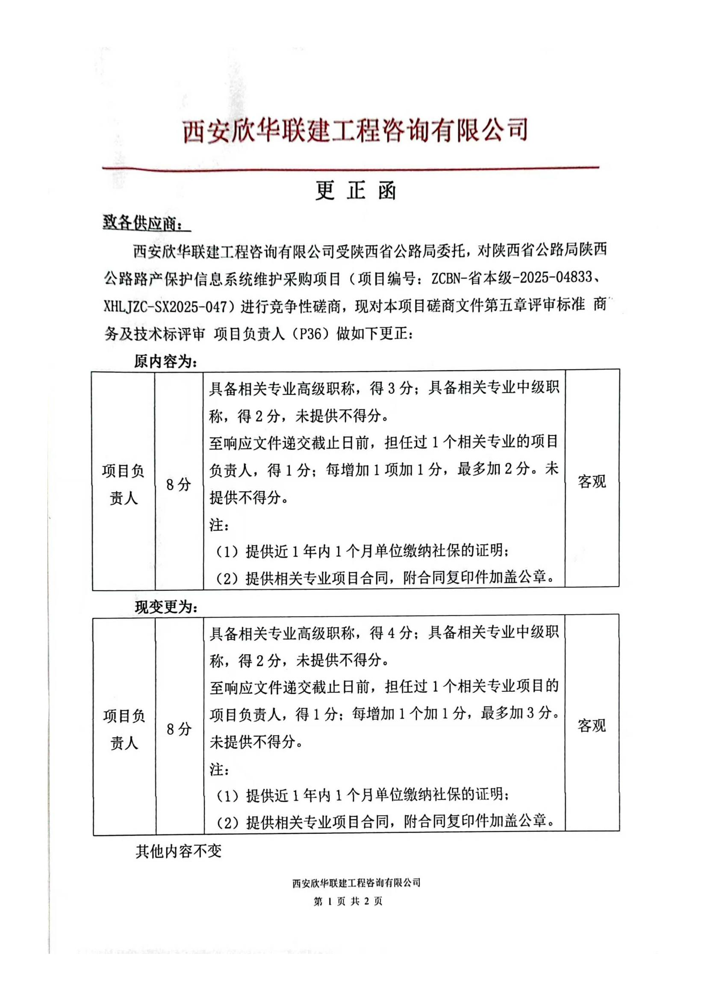 西安欣华联建工程咨询有限公司
更 正 函
致各供应商：
西安欣华联建工程咨询有限公司受陕西省公路局委托，对陕西省公路局陕西
公路路产保护信息系统维护采购项目（项目编号：ZCBN-省本级-2025-04833、
XHLJZC-SX2025-047）进行竞争性磋商，现对本项目磋商文件第五章评审标准 商
务及技术标评审 项目负责人（P36）做如下更正：
原内容为：
项目负
责人
8 分
具备相关专业高级职称，得 3 分；具备相关专业中级职
称，得 2 分，未提供不得分。
至响应文件递交截止日前，担任过 1 个相关专业的项目
负责人，得 1 分；每增加 1 项加 1 分，最多加 2 分。未
提供不得分。
注：
（1）提供近 1 年内 1 个月单位缴纳社保的证明；
（2）提供相关专业项目合同，附合同复印件加盖公章。
客观
现变更为：
项目负
责人
8 分
具备相关专业高级职称，得 4 分；具备相关专业中级职
称，得 2 分，未提供不得分。
至响应文件递交截止日前，担任过 1 个相关专业项目的
项目负责人，得 1 分；每增加 1 个加 1 分，最多加 3 分。
未提供不得分。
注：
（1）提供近 1 年内 1 个月单位缴纳社保的证明；
（2）提供相关专业项目合同，附合同复印件加盖公章。
客观
其他内容不变
西安欣华联建工程咨询有限公司
第 1 页 共 2 页